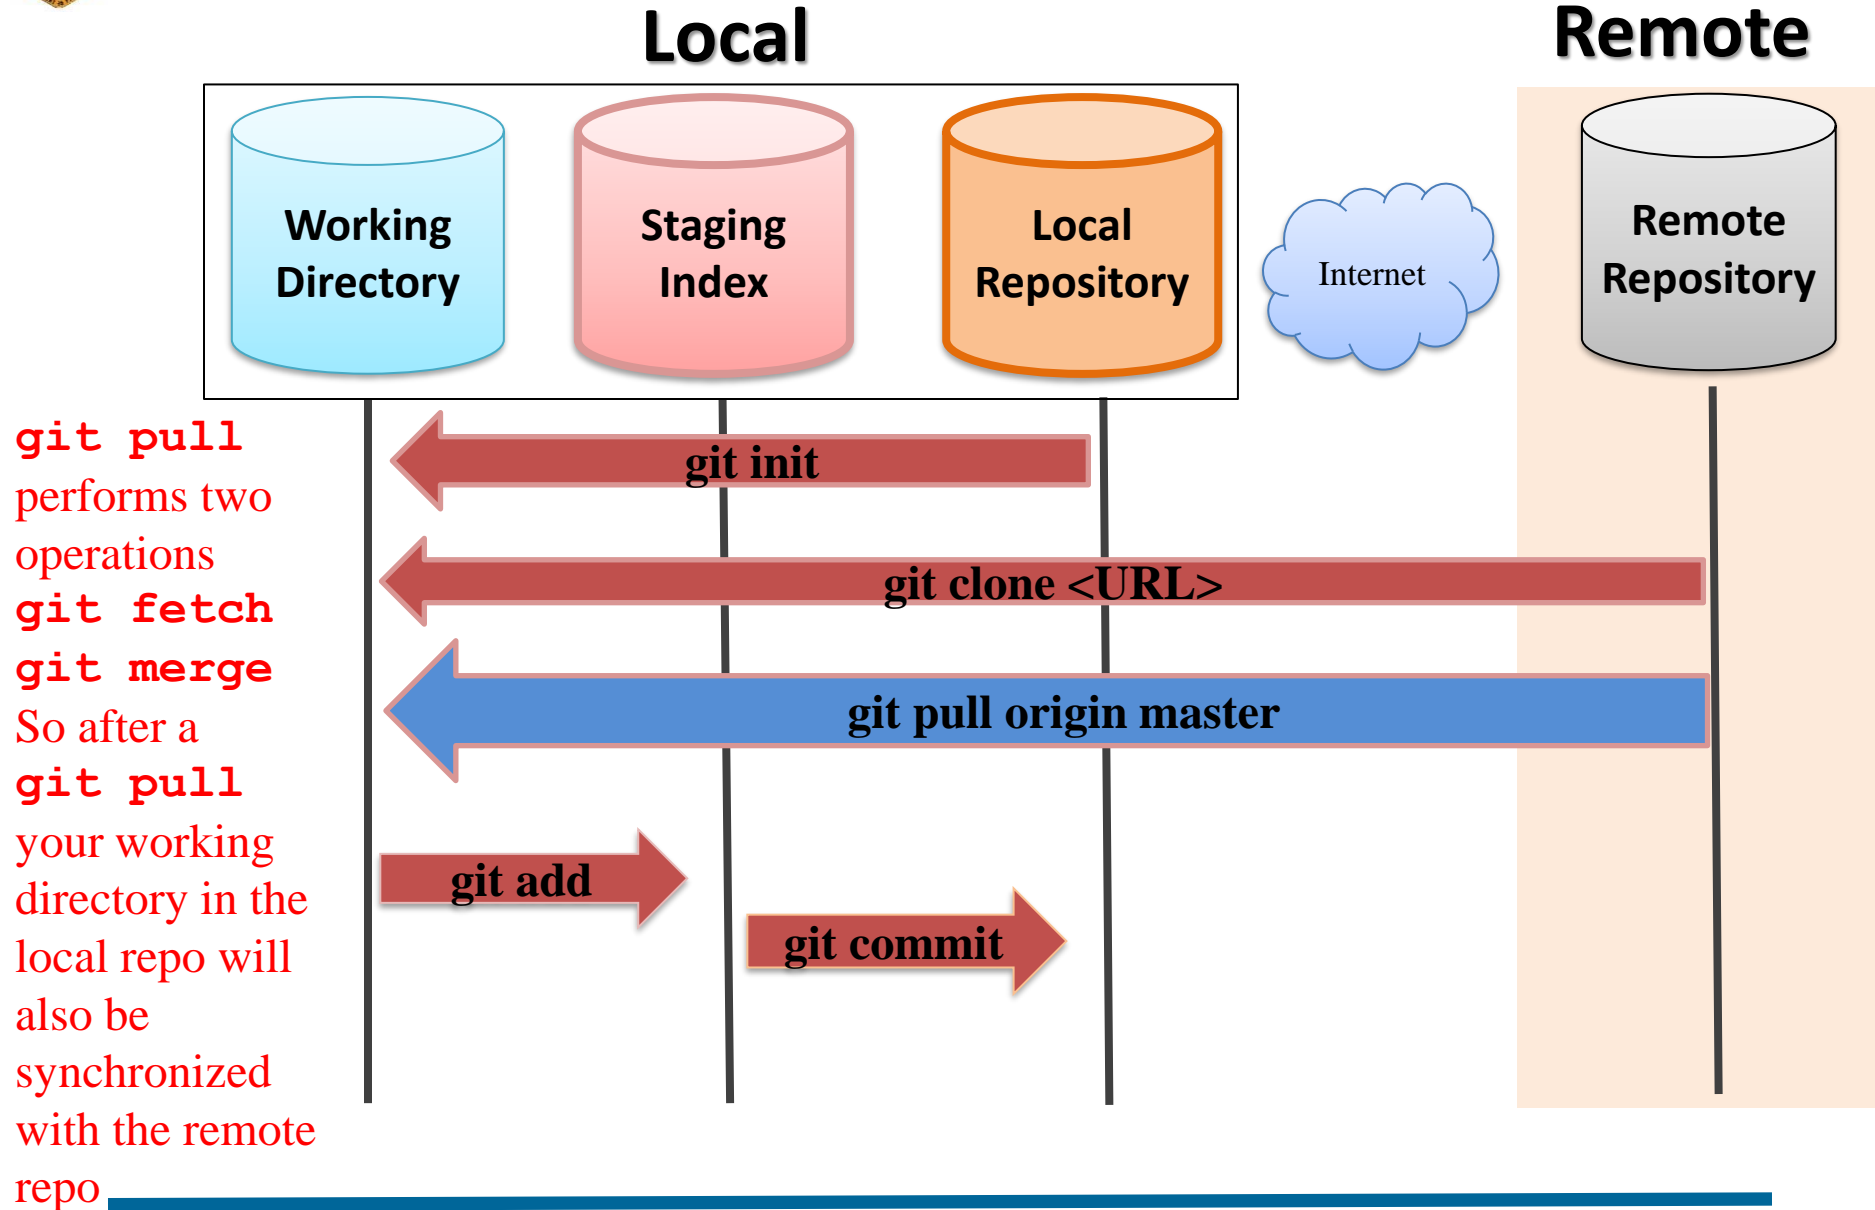 Local
Remote
Working
Directory
Staging
Index
Local
Repository
Internet
Remote
Repository
git pull
performs two
operations
git fetch
git merge
So after a
git pull
your working
directory in the
local repo will
also be
synchronized
with the remote
repo
git init
git clone <URL>
git pull origin master
git add
git commit